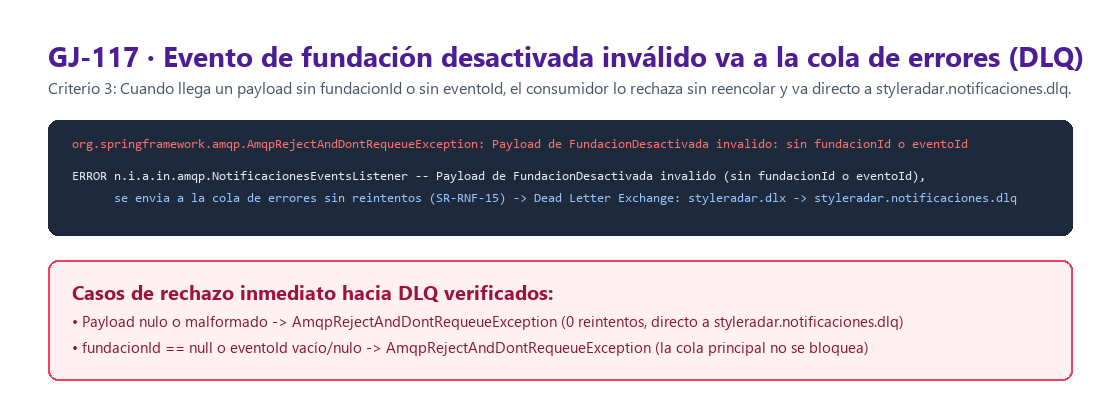 GJ-117 · Evento de fundación desactivada inválido va a la cola de errores (DLQ)
Criterio 3: Cuando llega un payload sin fundacionId o sin eventoId, el consumidor lo rechaza sin reencolar y va directo a styleradar.notificaciones.dlq.
org.springframework.amqp.AmqpRejectAndDontRequeueException: Payload de FundacionDesactivada invalido: sin fundacionId o eventoId
ERROR n.i.a.in.amqp.NotificacionesEventsListener -- Payload de FundacionDesactivada invalido (sin fundacionId o eventoId),
se envia a la cola de errores sin reintentos (SR-RNF-15) -> Dead Letter Exchange: styleradar.dlx -> styleradar.notificaciones.dlq
Casos de rechazo inmediato hacia DLQ verificados:
• Payload nulo o malformado -> AmqpRejectAndDontRequeueException (0 reintentos, directo a styleradar.notificaciones.dlq)
• fundacionId == null o eventoId vacío/nulo -> AmqpRejectAndDontRequeueException (la cola principal no se bloquea)